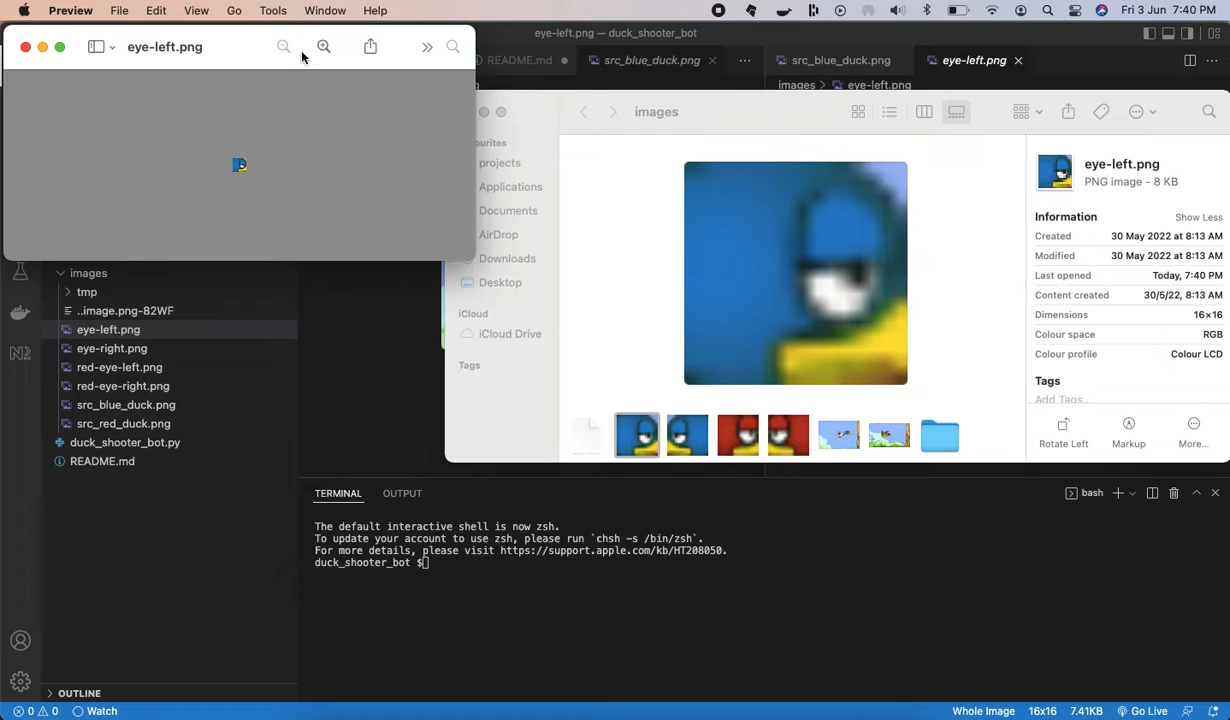 Preview File Edit View Go Tools Window Help
Fri 3 Jun 7:40 PM
eye-left.png
eye-left.png — duck_shooter_bot
README.md
src_blue_duck.png
src_blue_duck.png
eye-left.png
images
eye-left.png
images
projects
Applications
Documents
AirDrop
Downloads
Desktop
iCloud
iCloud Drive
Tags
eye-left.png
PNG image - 8 KB
Information Show Less
Created 30 May 2022 at 8:13 AM
Modified 30 May 2022 at 8:13 AM
Last opened Today, 7:40 PM
Content created 30/5/22, 8:13 AM
Dimensions 16×16
Colour space RGB
Colour profile Colour LCD
Tags
Add Tags...
Rotate Left Markup More...
images
tmp
..image.png-82WF
eye-left.png
eye-right.png
red-eye-left.png
red-eye-right.png
src_blue_duck.png
src_red_duck.png
duck_shooter_bot.py
README.md
OUTLINE
TERMINAL OUTPUT
bash
The default interactive shell is now zsh.
To update your account to use zsh, please run `chsh -s /bin/zsh`.
For more details, please visit https://support.apple.com/kb/HT208050.
duck_shooter_bot $
0 0 Watch
Whole Image 16x16 7.41KB Go Live